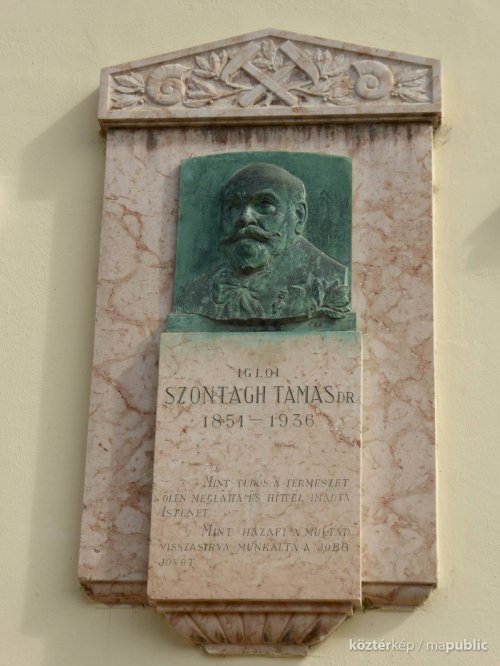 IGLÓI
SZONTAGH TAMÁS DR.
1851 – 1936
MINT TUDÓS A TERMÉSZET
ÖLÉN MEGLÁTTA ÉS HITTEL IMÁDTA
ISTENÉT
MINT HAZAFI A MULTAT
VISSZASÍRVA MUNKÁLTA A JOBB
JÖVŐT
köztérkép / mapublic